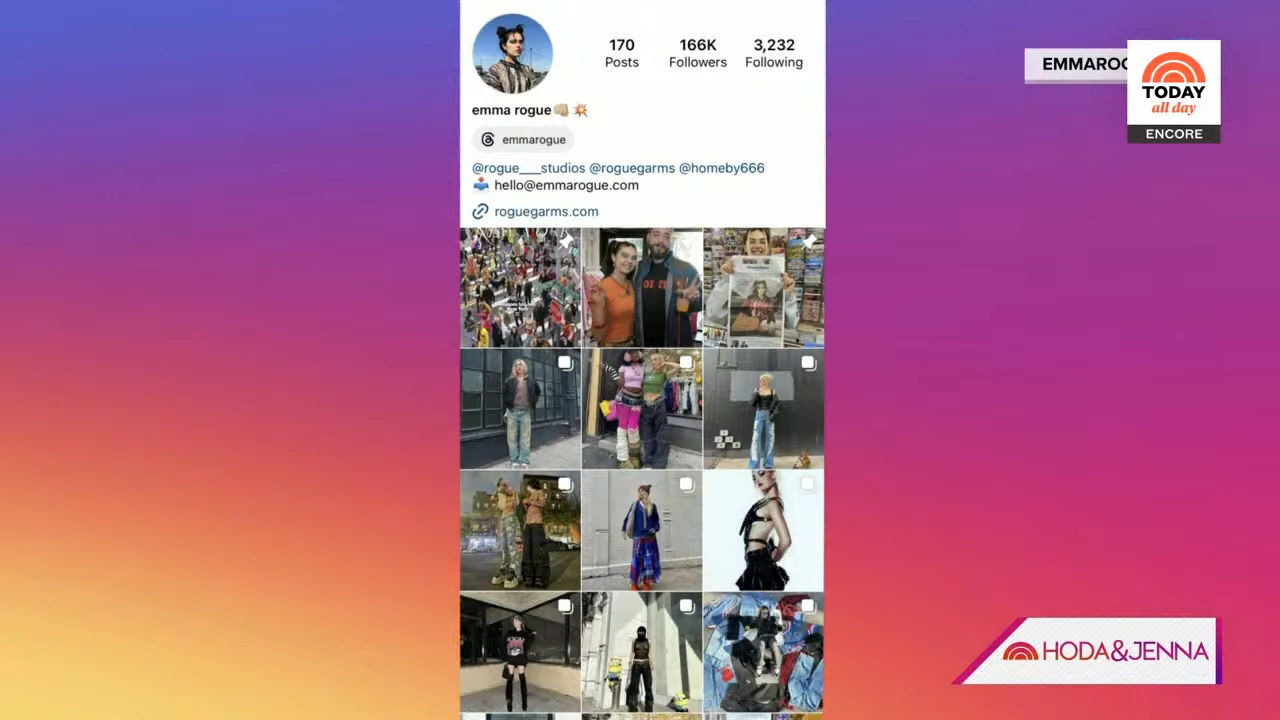 170
Posts
166K
Followers
3,232
Following
emma rogue👊🏼💥
emmarogue
@rogue___studios @roguegarms @homeby666
📥 hello@emmarogue.com
roguegarms.com
EMMAROG
TODAY
all day
ENCORE
HODA&JENNA